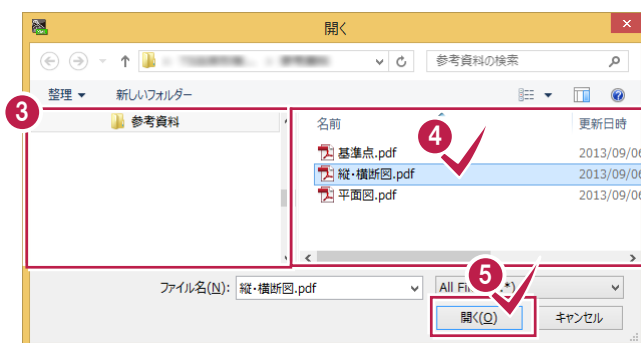 開く
参考資料の検索
整理 新しいフォルダー
3
参考資料
名前 更新日時
4
基準点.pdf 2013/09/06
縦・横断図.pdf 2013/09/06
平面図.pdf 2013/09/06
5
ファイル名(N): 縦・横断図.pdf All Fi *)
開く(O) キャンセル